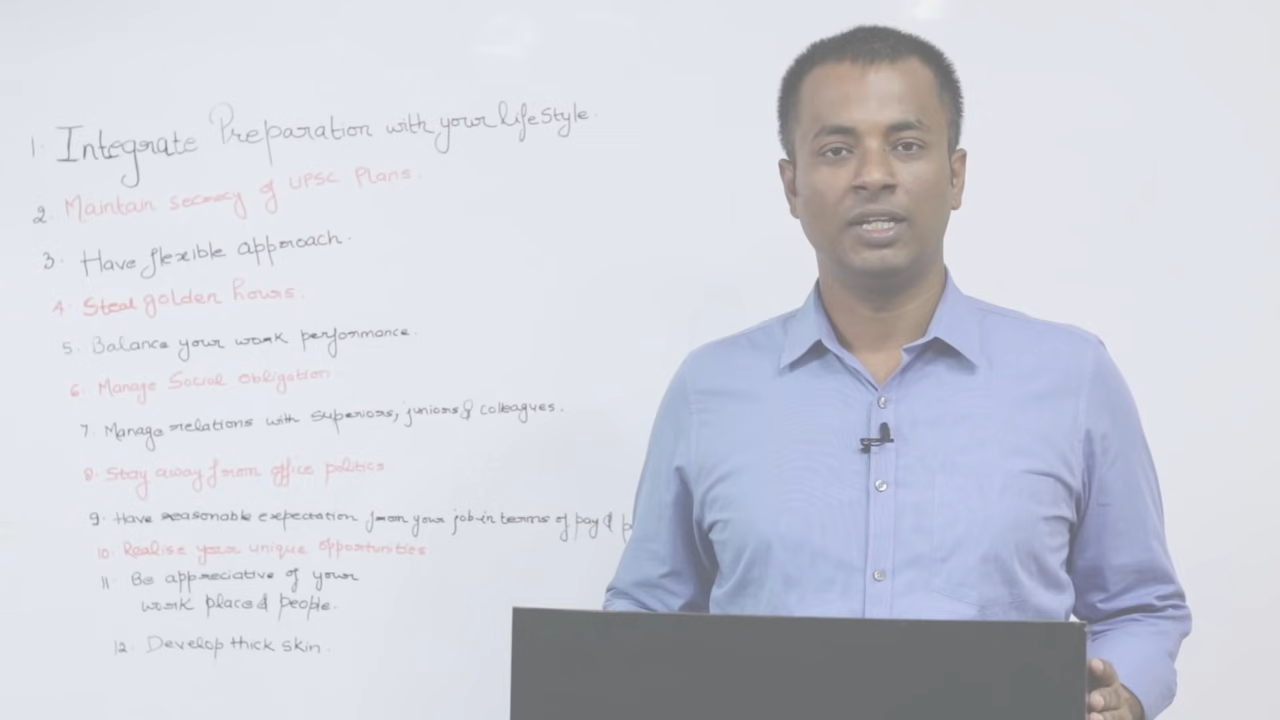 1. Integrate Preparation with your life style.
2. Maintain secrecy of UPSC Plans.
3. Have flexible approach.
4. Steal golden hours.
5. Balance your work performance.
6. Manage Social obligation.
7. Manage relations with superiors, juniors & colleagues.
8. Stay away from office politics
9. Have reasonable expectation from your job in terms of pay &
10. Realise your unique opportunities.
11. Be appreciative of your
work place & people.
12. Develop thick skin.